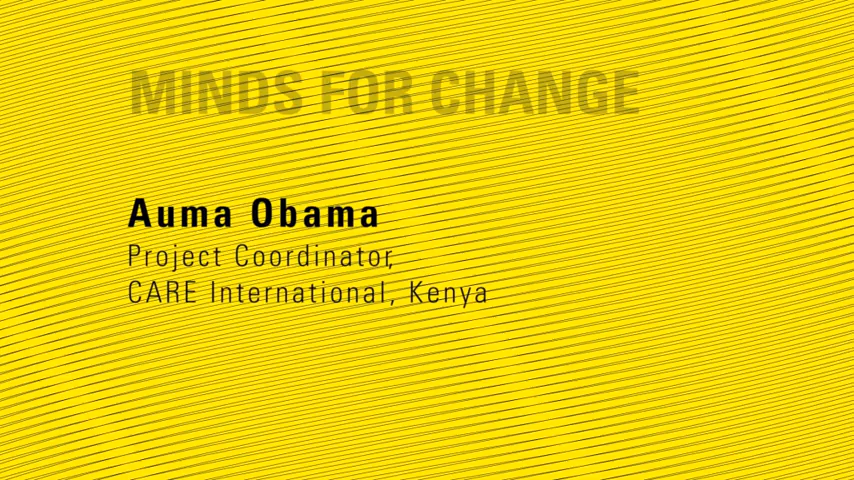 MINDS FOR CHANGE
Auma Obama
Project Coordinator,
CARE International, Kenya